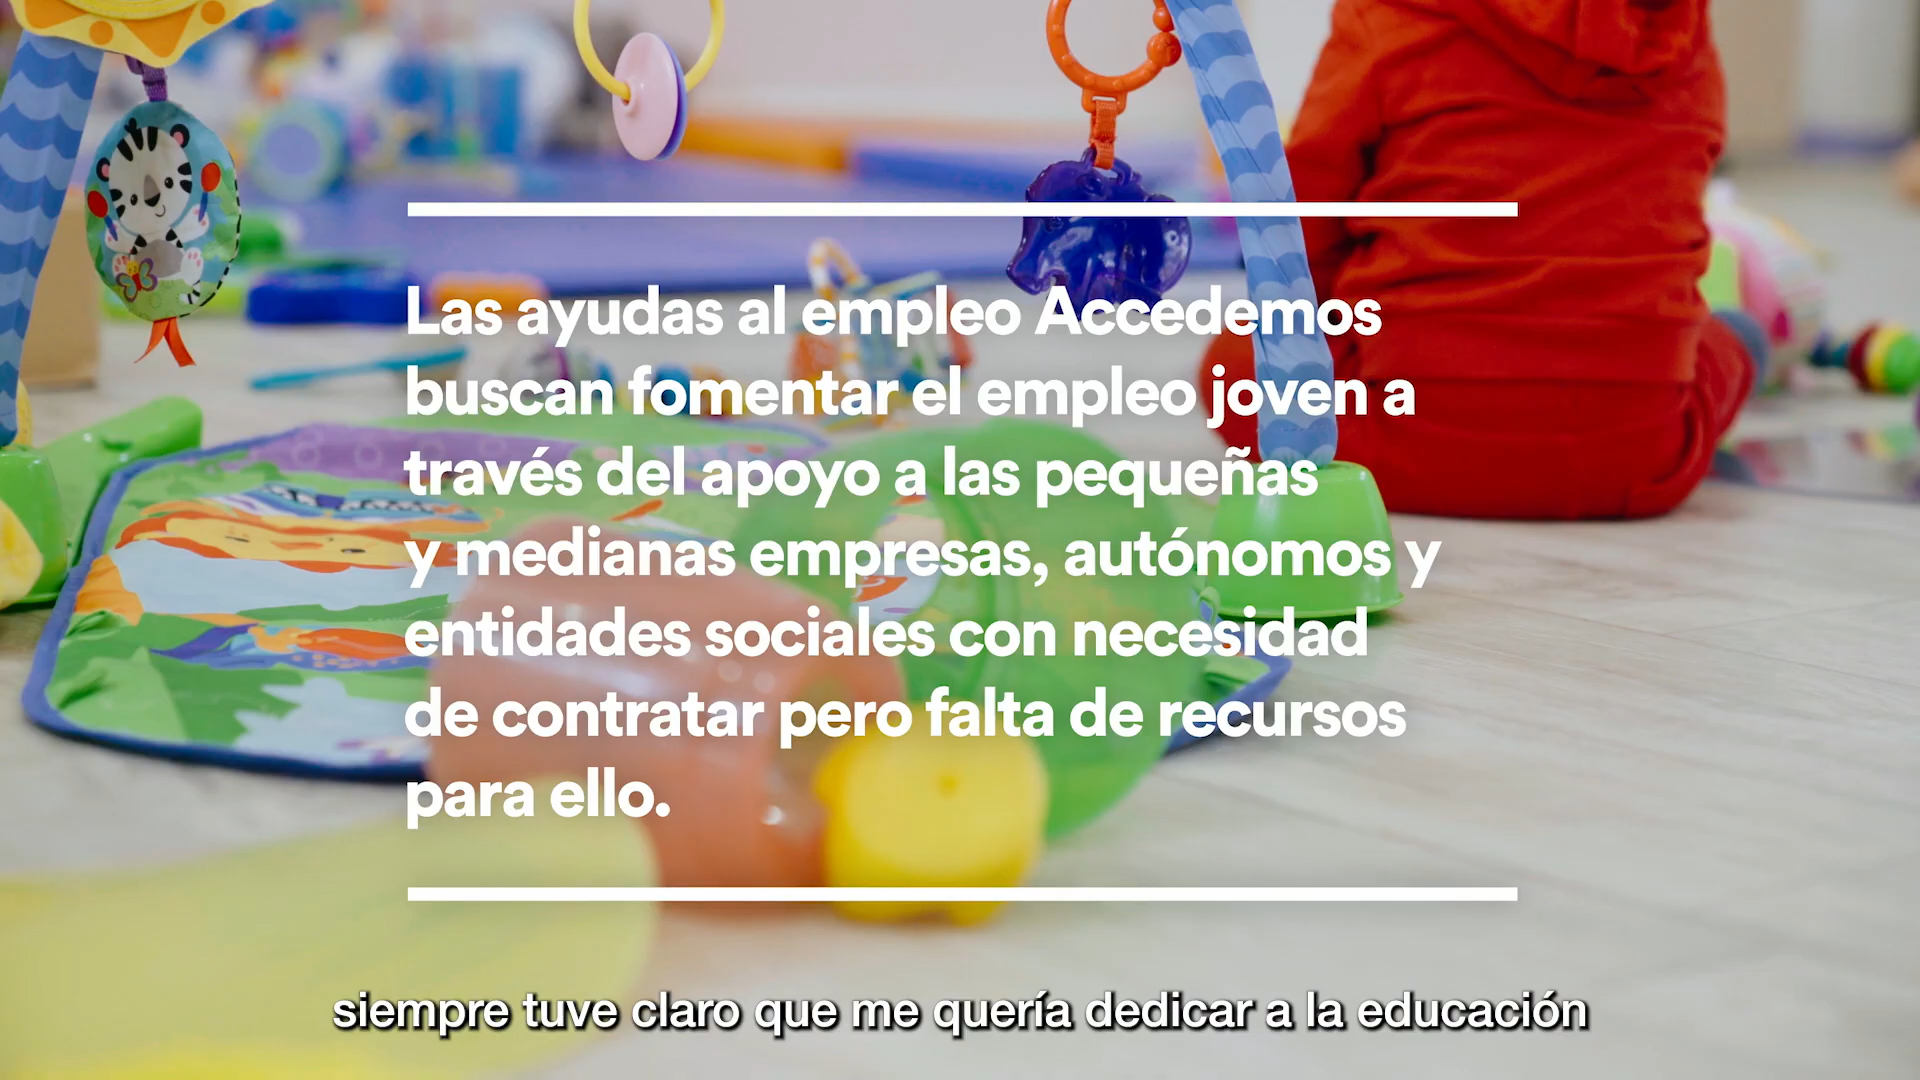 Las ayudas al empleo Accedemos
buscan fomentar el empleo joven a
través del apoyo a las pequeñas
y medianas empresas, autónomos y
entidades sociales con necesidad
de contratar pero falta de recursos
para ello.
siempre tuve claro que me quería dedicar a la educación